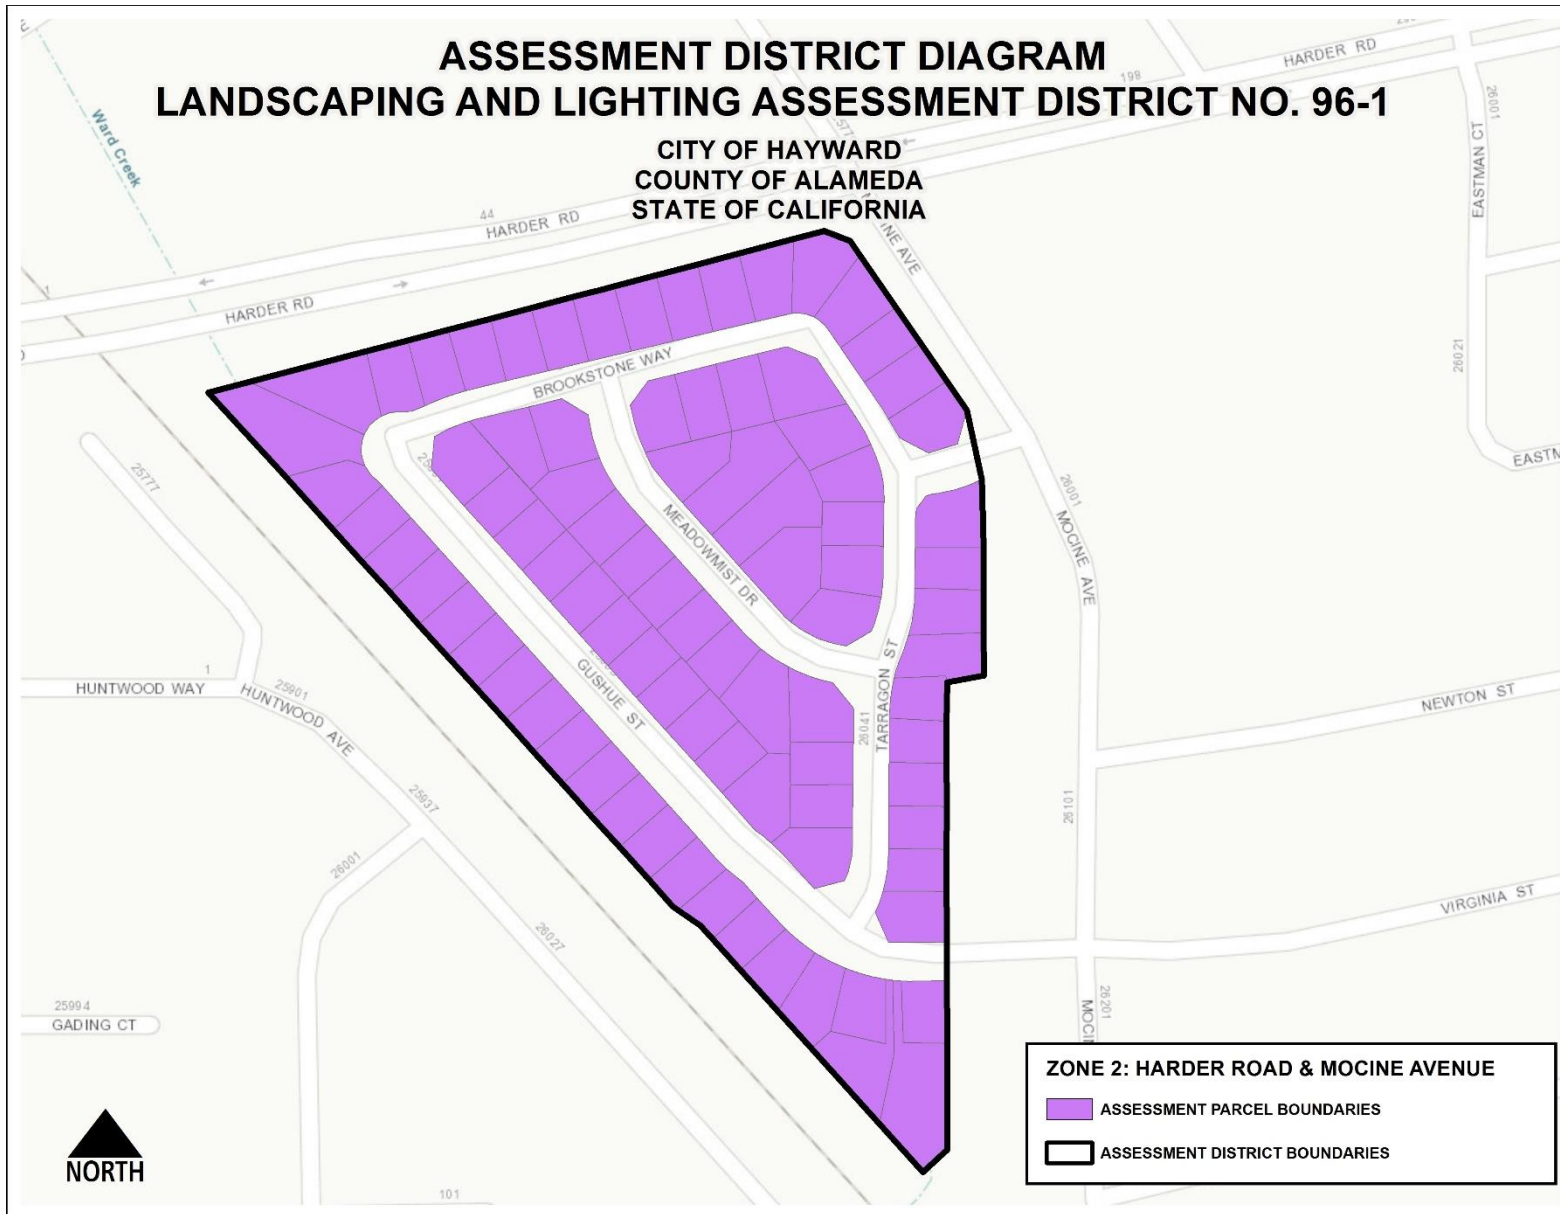 ASSESSMENT DISTRICT DIAGRAM
LANDSCAPING AND LIGHTING ASSESSMENT DISTRICT NO. 96-1
CITY OF HAYWARD
COUNTY OF ALAMEDA
STATE OF CALIFORNIA
HARDER RD
198
26001
EASTMAN CT
Ward Creek
44
HARDER RD
1
HARDER RD
26021
BROOKSTONE WAY
25777
26001
MOCINE AVE
MEADOWMIST DR
TARRAGON ST
26041
GUSHUE ST
1
HUNTWOOD WAY
25901
HUNTWOOD AVE
NEWTON ST
25937
26101
26001
VIRGINIA ST
26027
25994
GADING CT
26201
ZONE 2: HARDER ROAD & MOCINE AVENUE
ASSESSMENT PARCEL BOUNDARIES
ASSESSMENT DISTRICT BOUNDARIES
NORTH
101